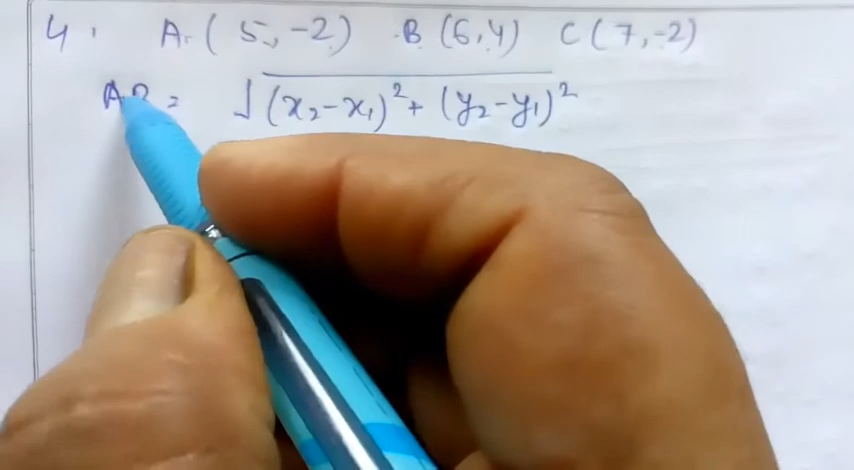 4. A. (5, -2) B (6, 4) C (7, -2)
AB = √(x₂-x₁)² + (y₂-y₁)²